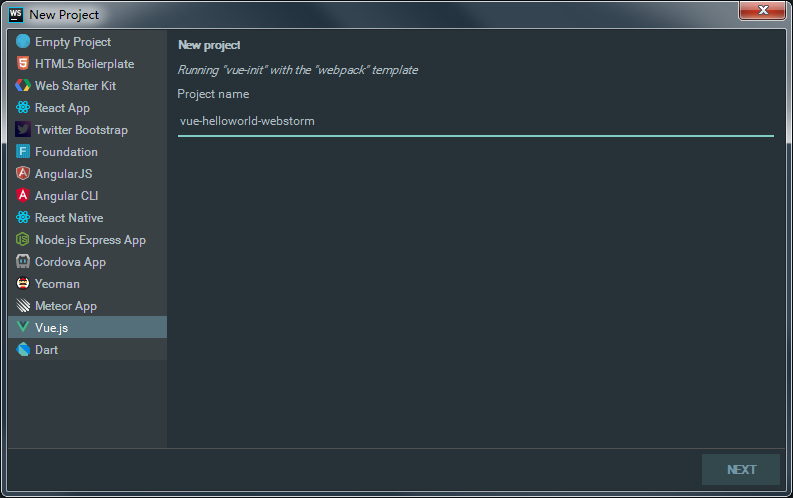 WS New Project
Empty Project
HTML5 Boilerplate
Web Starter Kit
React App
Twitter Bootstrap
Foundation
AngularJS
Angular CLI
React Native
Node.js Express App
Cordova App
Yeoman
Meteor App
Vue.js
Dart
New project
Running "vue-init" with the "webpack" template
Project name
vue-helloworld-webstorm
NEXT